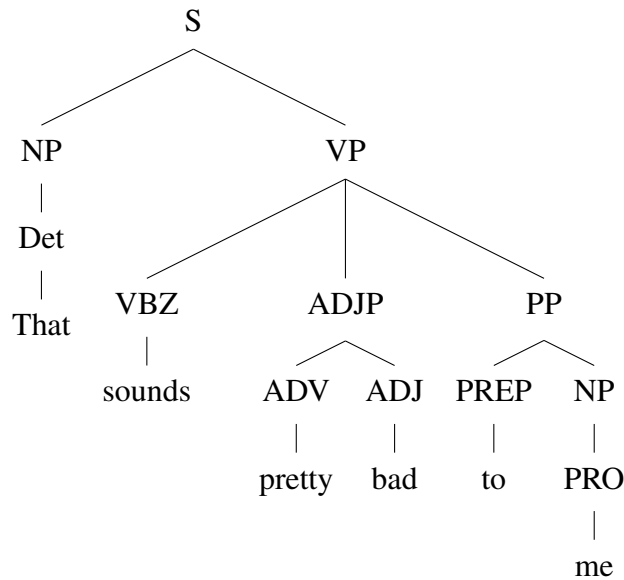 S
NP VP
Det
VBZ ADJP PP
That
sounds ADV ADJ PREP NP
pretty bad to PRO
me